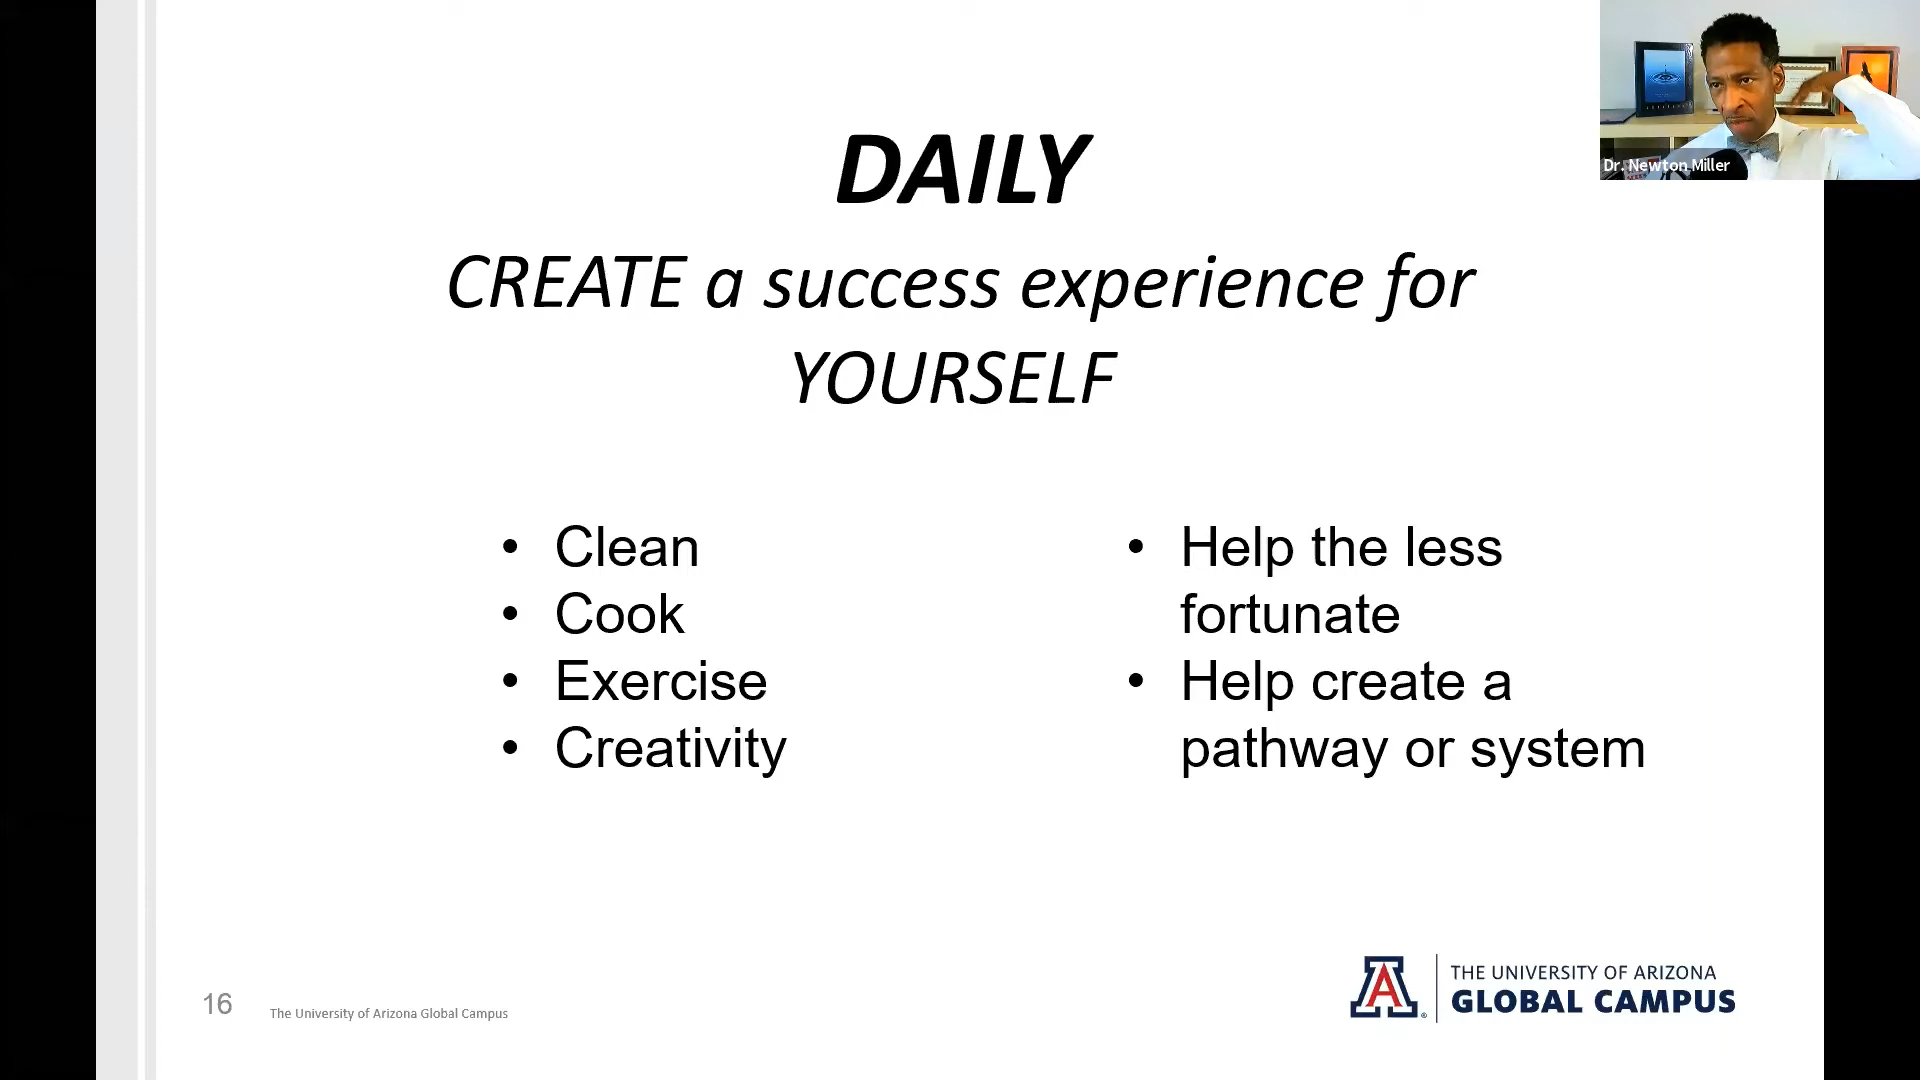 DAILY
CREATE a success experience for
YOURSELF
• Clean
• Cook
• Exercise
• Creativity
• Help the less
fortunate
• Help create a
pathway or system
16
The University of Arizona Global Campus
A
THE UNIVERSITY OF ARIZONA
GLOBAL CAMPUS
Dr. Newton Miller